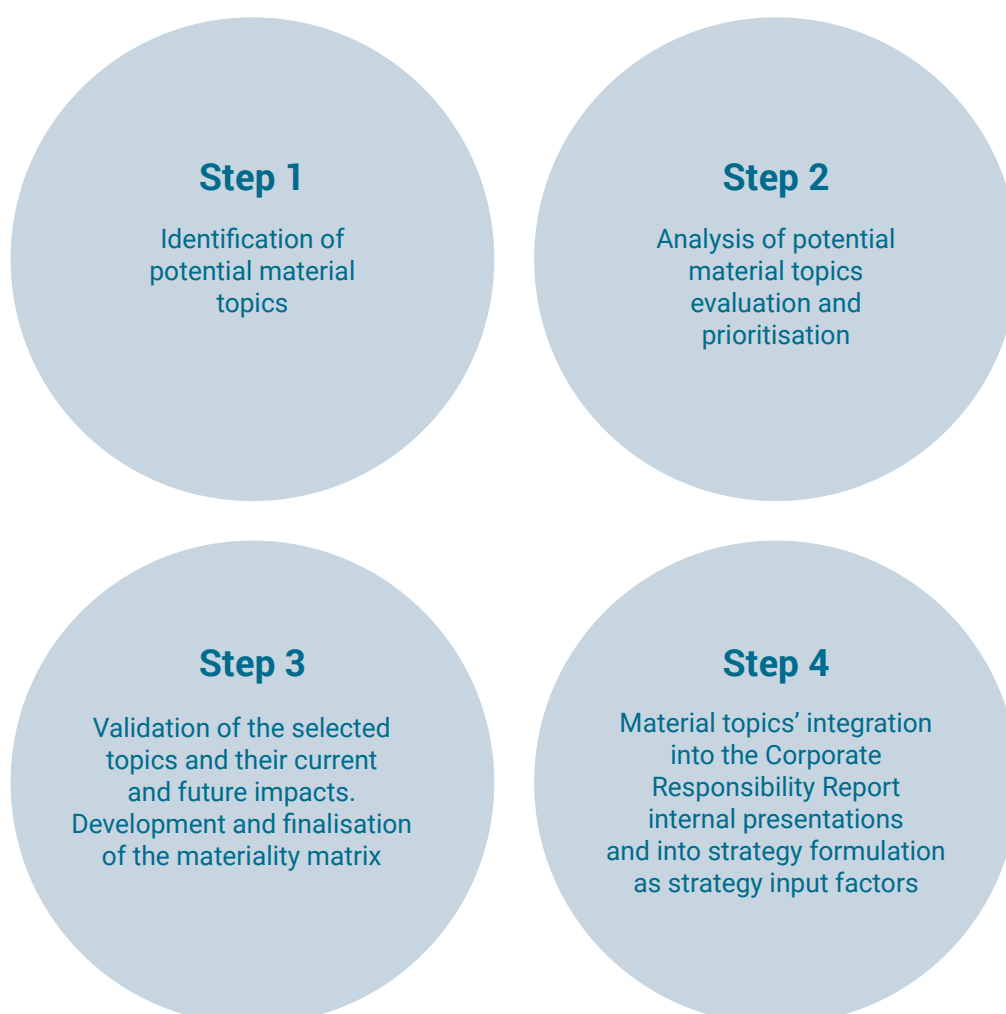 Step 1
Identification of
potential material
topics
Step 2
Analysis of potential
material topics
evaluation and
prioritisation
Step 3
Validation of the selected
topics and their current
and future impacts.
Development and finalisation
of the materiality matrix
Step 4
Material topics’ integration
into the Corporate
Responsibility Report
internal presentations
and into strategy formulation
as strategy input factors